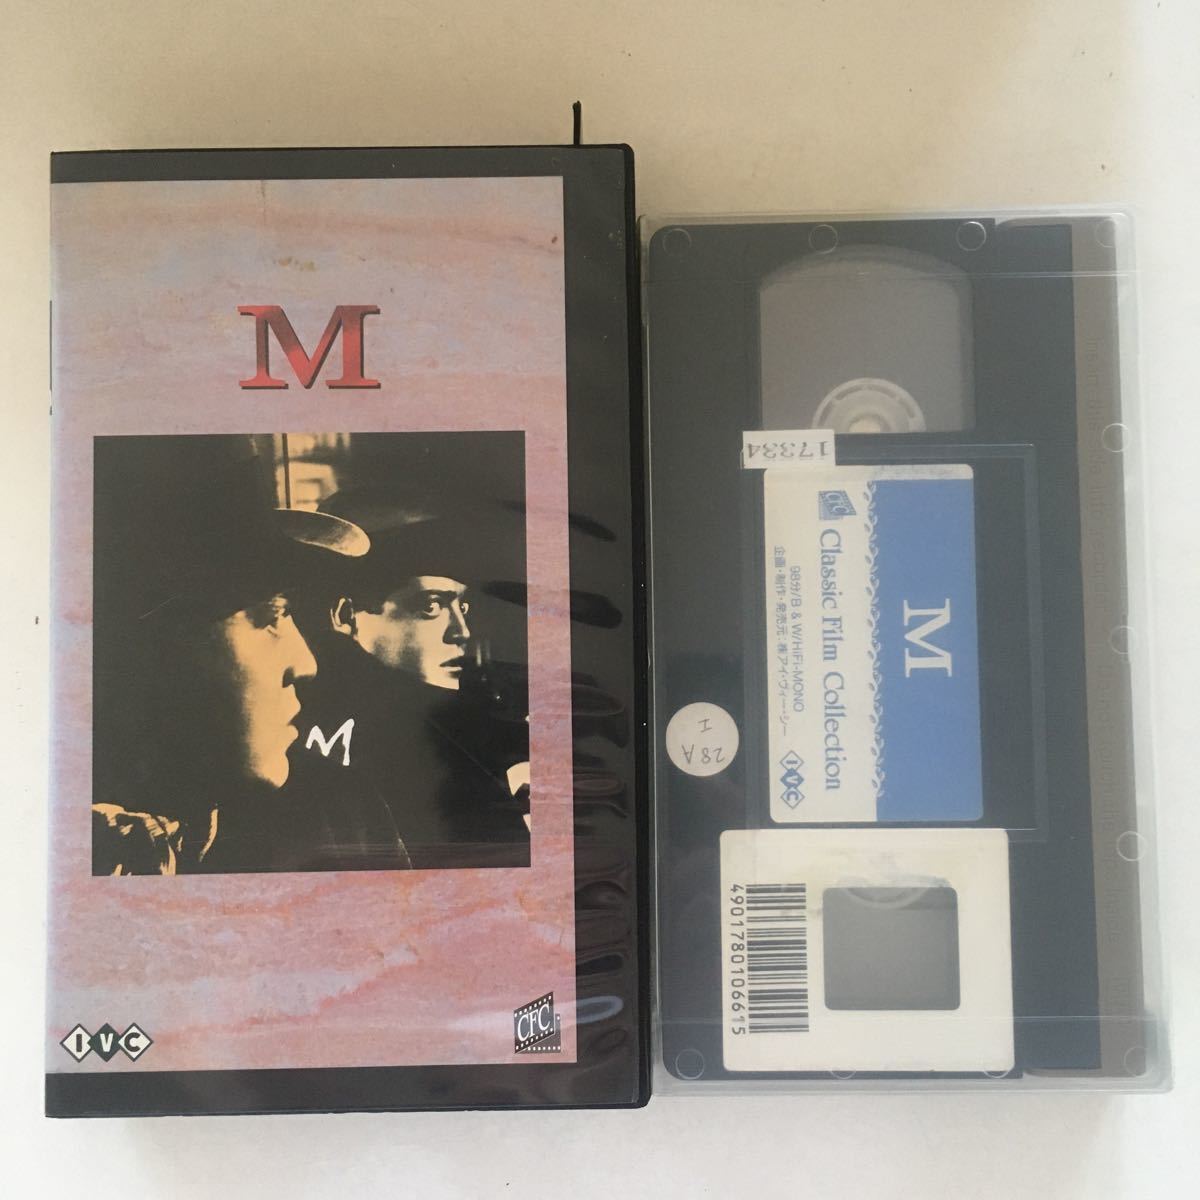 M
M
IVC
CFC
17334
M
CFC
Classic Film Collection
98分/B & W/HiFi-MONO
企画・制作・発売元:㈱アイ・ヴィー・シー
IVC
28A
H
4901780106615